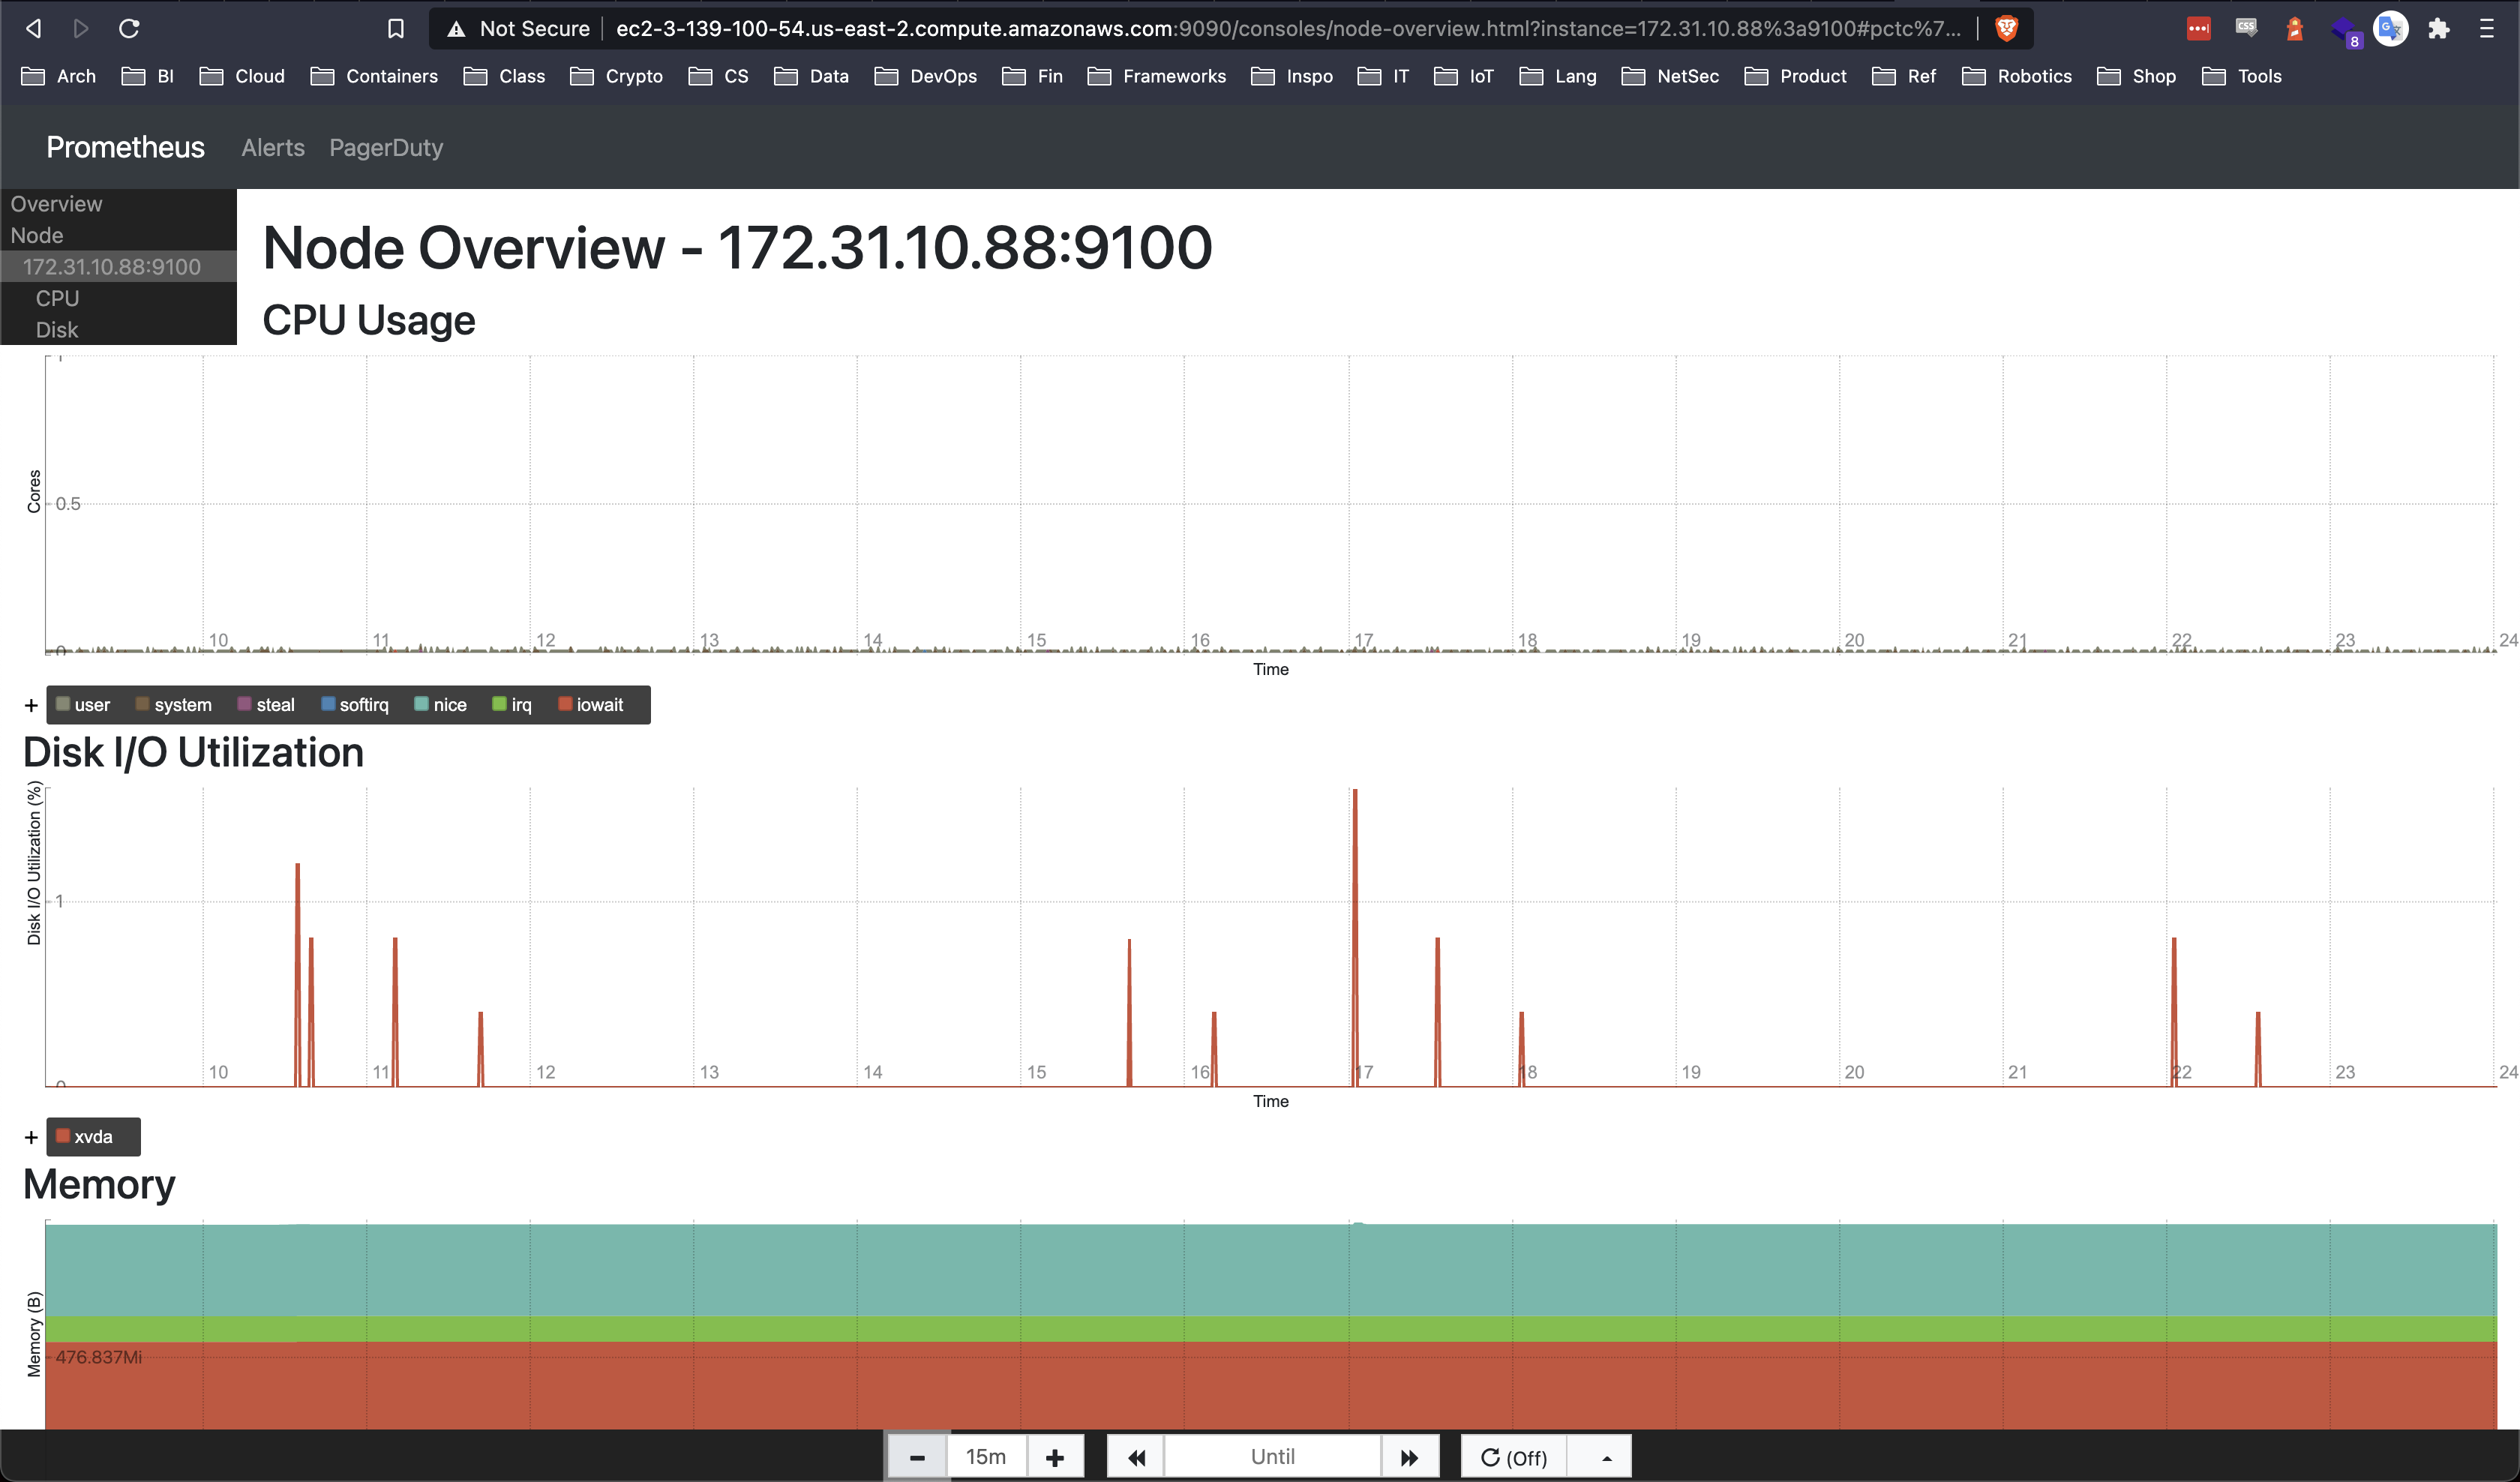 Not Secure ec2-3-139-100-54.us-east-2.compute.amazonaws.com:9090/consoles/node-overview.html?instance=172.31.10.88%3a9100#pctc%7... CSS 8
Arch BI Cloud Containers Class Crypto CS Data DevOps Fin Frameworks Inspo IT IoT Lang NetSec Product Ref Robotics Shop Tools
Prometheus Alerts PagerDuty
Overview
Node
172.31.10.88:9100
CPU
Disk
Node Overview - 172.31.10.88:9100
CPU Usage
1
Cores
0.5
0
10 11 12 13 14 15 16 17 18 19 20 21 22 23 24
Time
+ user system steal softirq nice irq iowait
Disk I/O Utilization
Disk I/O Utilization (%)
1
0
10 11 12 13 14 15 16 17 18 19 20 21 22 23 24
Time
+ xvda
Memory
Memory (B)
476.837Mi
− 15m + Until (Off)